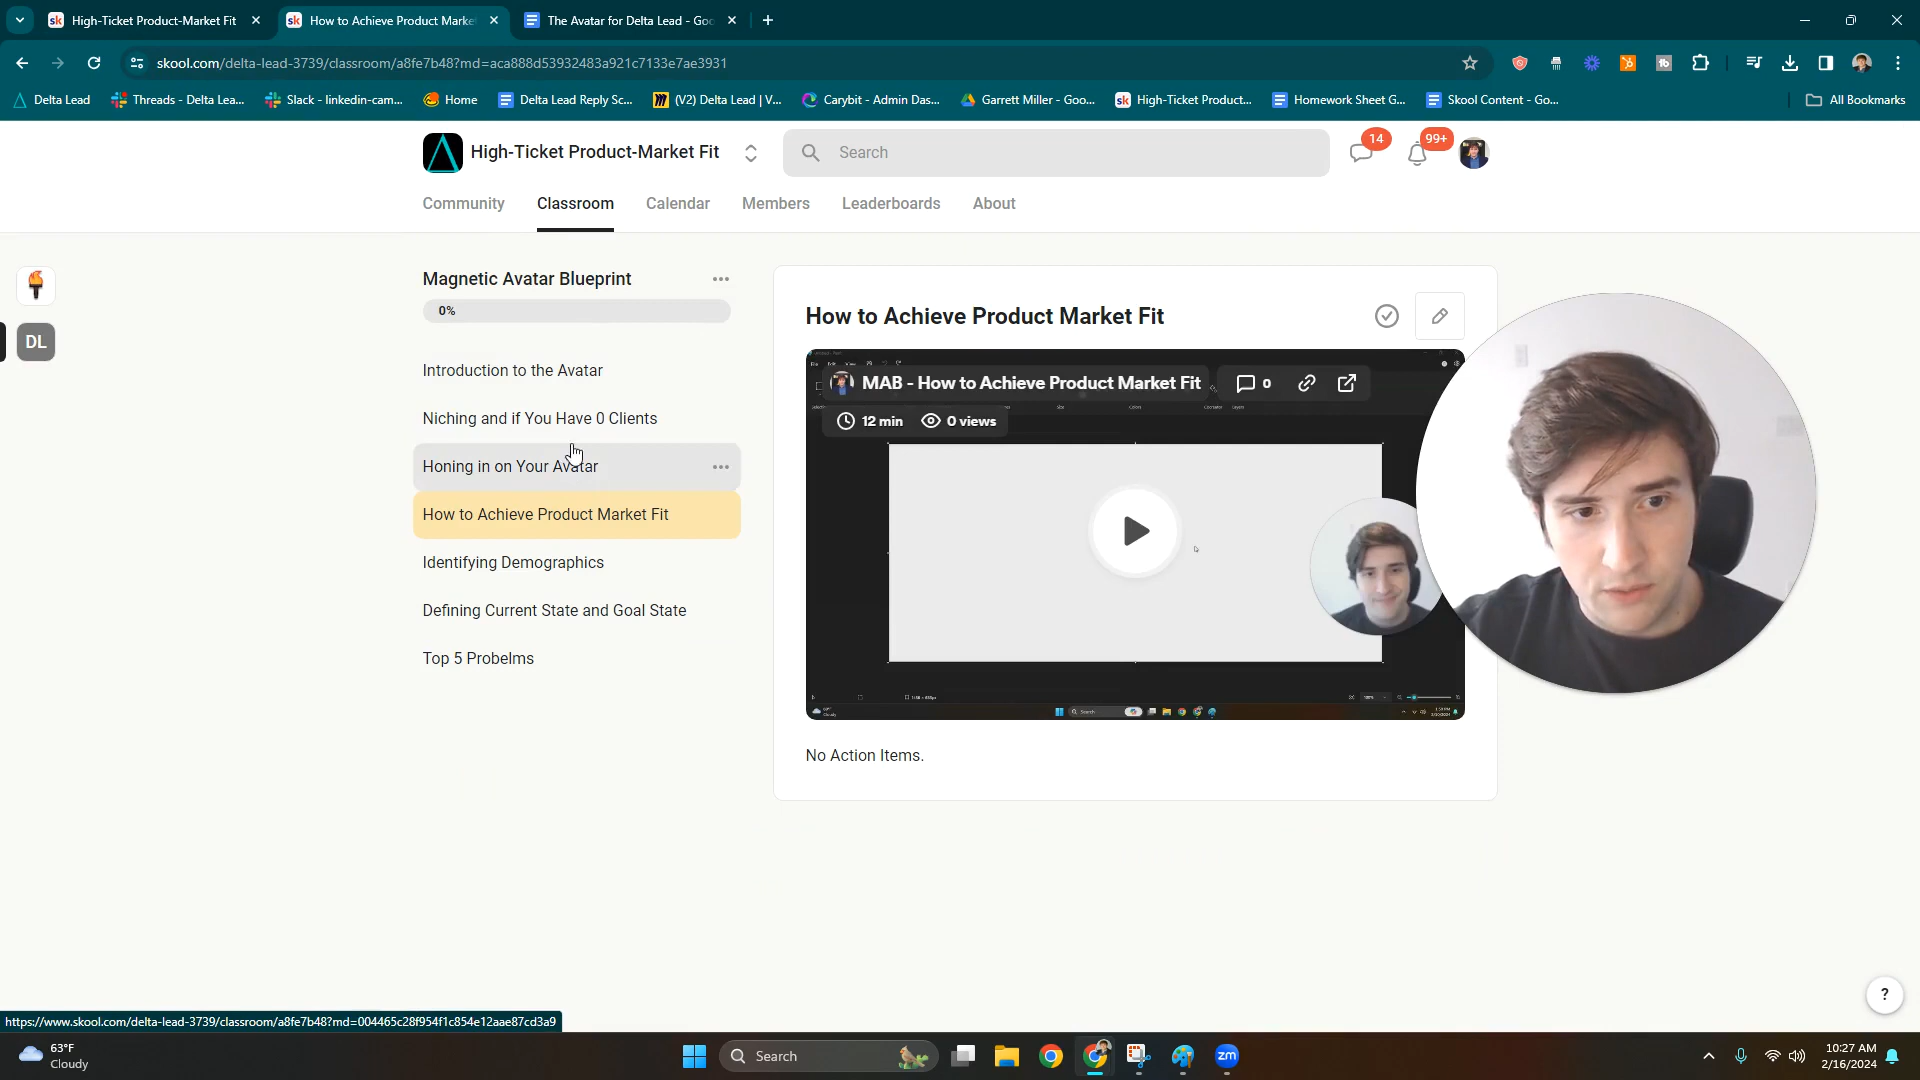 High-Ticket Product-Market Fit
How to Achieve Product Marke
The Avatar for Delta Lead - Goo
skool.com/delta-lead-3739/classroom/a8fe7b48?md=aca888d53932483a921c7133e7ae3931
Delta Lead
Threads - Delta Lea...
Slack - linkedin-cam...
Home
Delta Lead Reply Sc...
(V2) Delta Lead | V...
Carybit - Admin Das...
Garrett Miller - Goo...
High-Ticket Product...
Homework Sheet G...
Skool Content - Go...
All Bookmarks
High-Ticket Product-Market Fit
Search
14
99+
Community
Classroom
Calendar
Members
Leaderboards
About
DL
Magnetic Avatar Blueprint
0%
Introduction to the Avatar
Niching and if You Have 0 Clients
Honing in on Your Avatar
How to Achieve Product Market Fit
Identifying Demographics
Defining Current State and Goal State
Top 5 Probelms
How to Achieve Product Market Fit
MAB - How to Achieve Product Market Fit
0
12 min
0 views
No Action Items.
?
https://www.skool.com/delta-lead-3739/classroom/a8fe7b48?md=004465c28f954f1c854e12aae87cd3a9
63°F
Cloudy
Search
zm
10:27 AM
2/16/2024